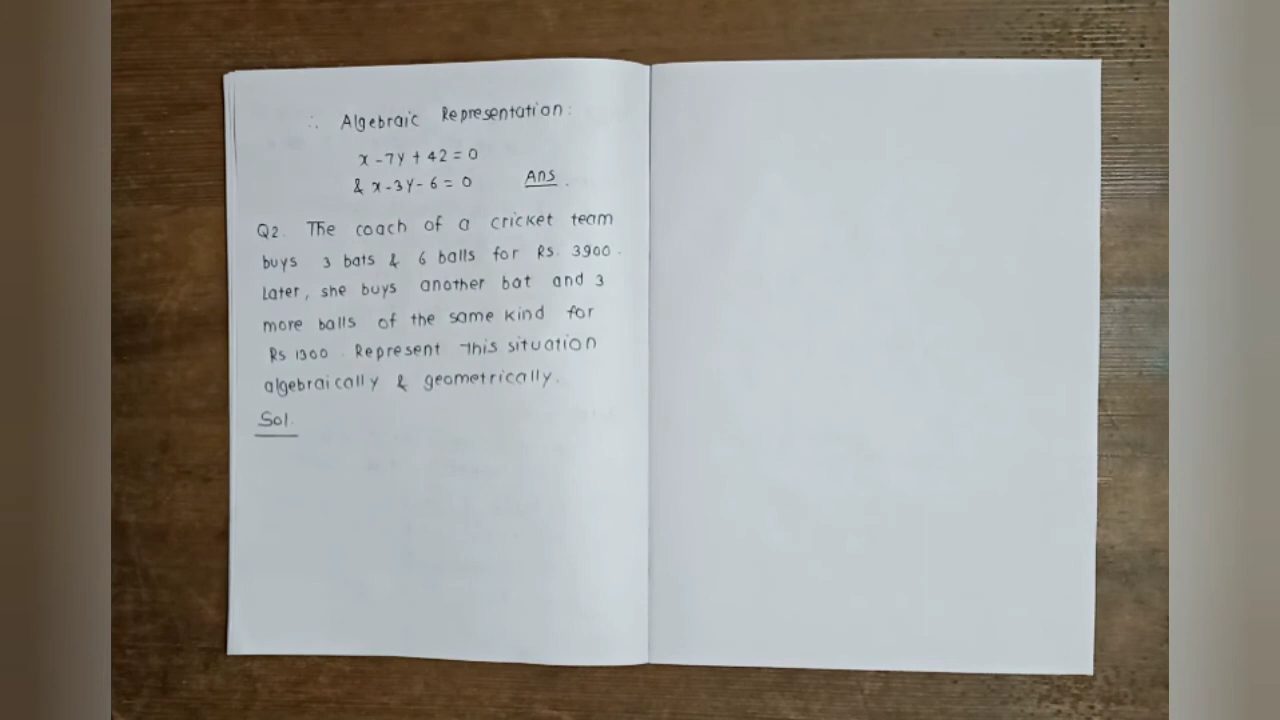 ∴ Algebraic Representation:
x - 7y + 42 = 0
& x - 3y - 6 = 0 Ans.
Q2. The coach of a cricket team
buys 3 bats & 6 balls for Rs. 3900.
Later, she buys another bat and 3
more balls of the same kind for
Rs 1300. Represent this situation
algebraically & geometrically.
Sol.